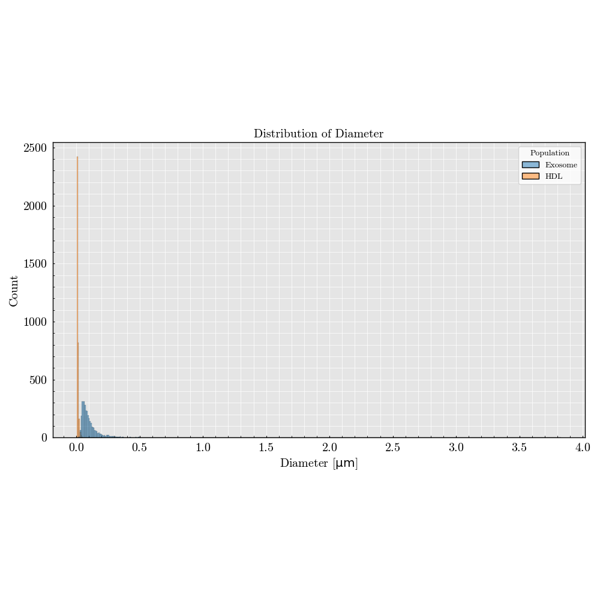 Distribution of Diameter
Population
Exosome
HDL
Count
2500
2000
1500
1000
500
0
0.0 0.5 1.0 1.5 2.0 2.5 3.0 3.5 4.0
Diameter [µm]